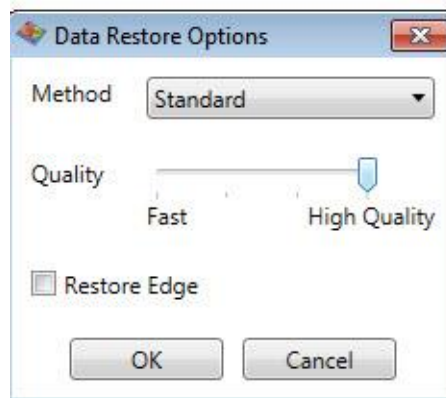 Data Restore Options
Method Standard
Quality
Fast High Quality
Restore Edge
OK Cancel